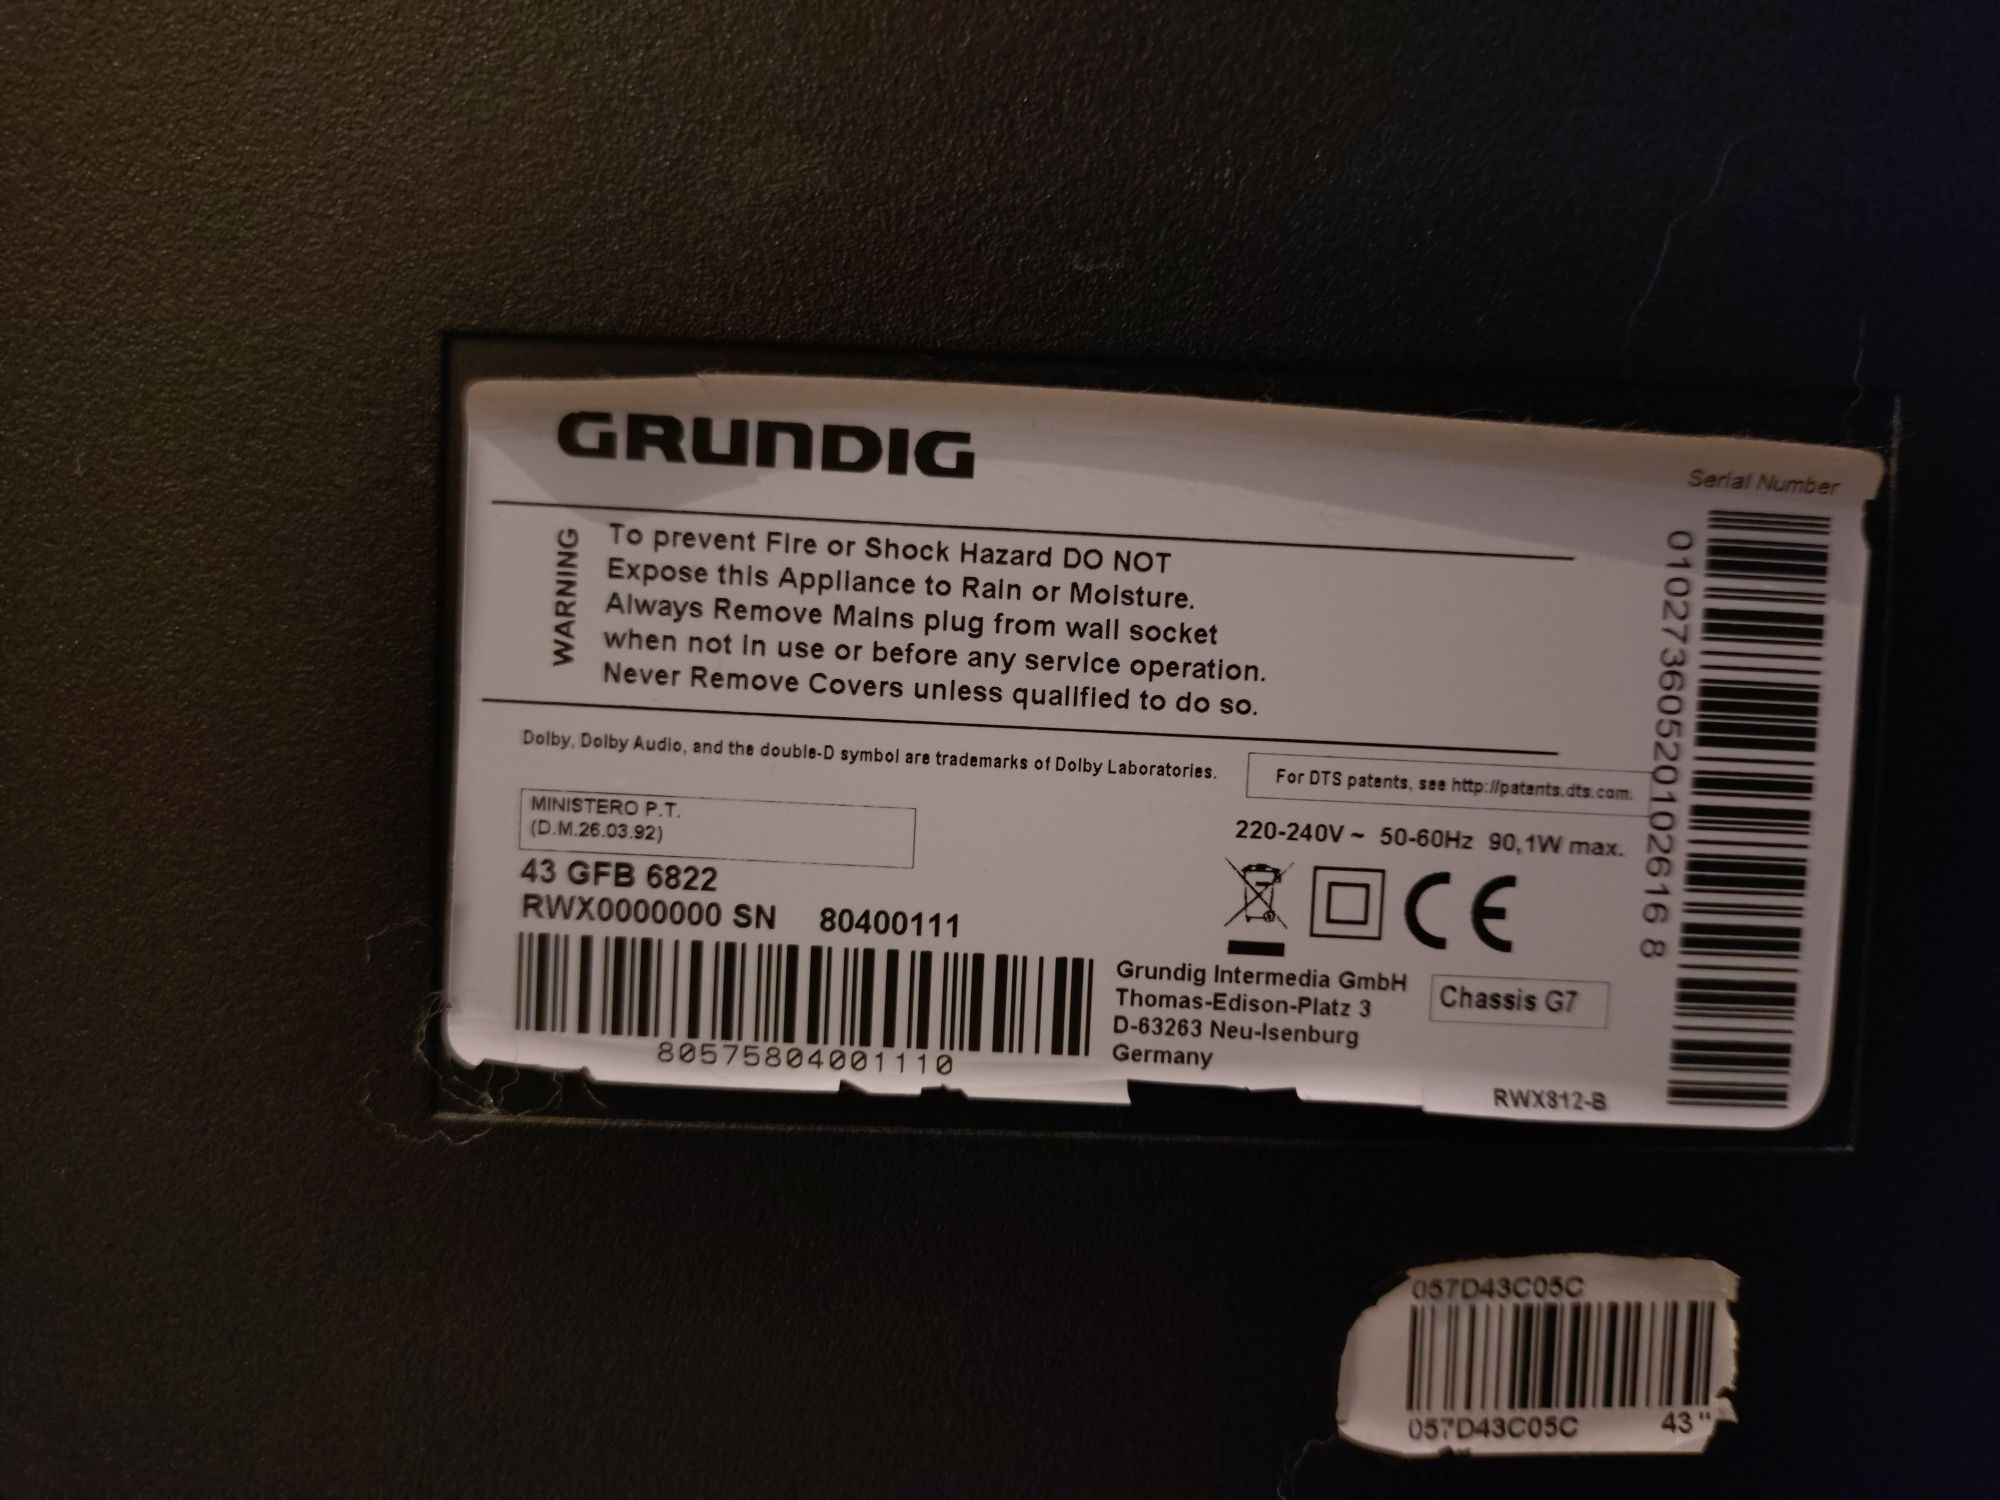 GRUNDIG
Serial Number
WARNING
To prevent Fire or Shock Hazard DO NOT
Expose this Appliance to Rain or Moisture.
Always Remove Mains plug from wall socket
when not in use or before any service operation.
Never Remove Covers unless qualified to do so.
01027360520102616 8
Dolby, Dolby Audio, and the double-D symbol are trademarks of Dolby Laboratories.
For DTS patents, see http://patents.dts.com.
MINISTERO P.T.
(D.M.26.03.92)
220-240V ~ 50-60Hz 90,1W max.
43 GFB 6822
RWX0000000 SN 80400111
CE
80575804001110
Grundig Intermedia GmbH
Thomas-Edison-Platz 3
D-63263 Neu-Isenburg
Germany
Chassis G7
RWX812-B
057D43C05C
057D43C05C 43"